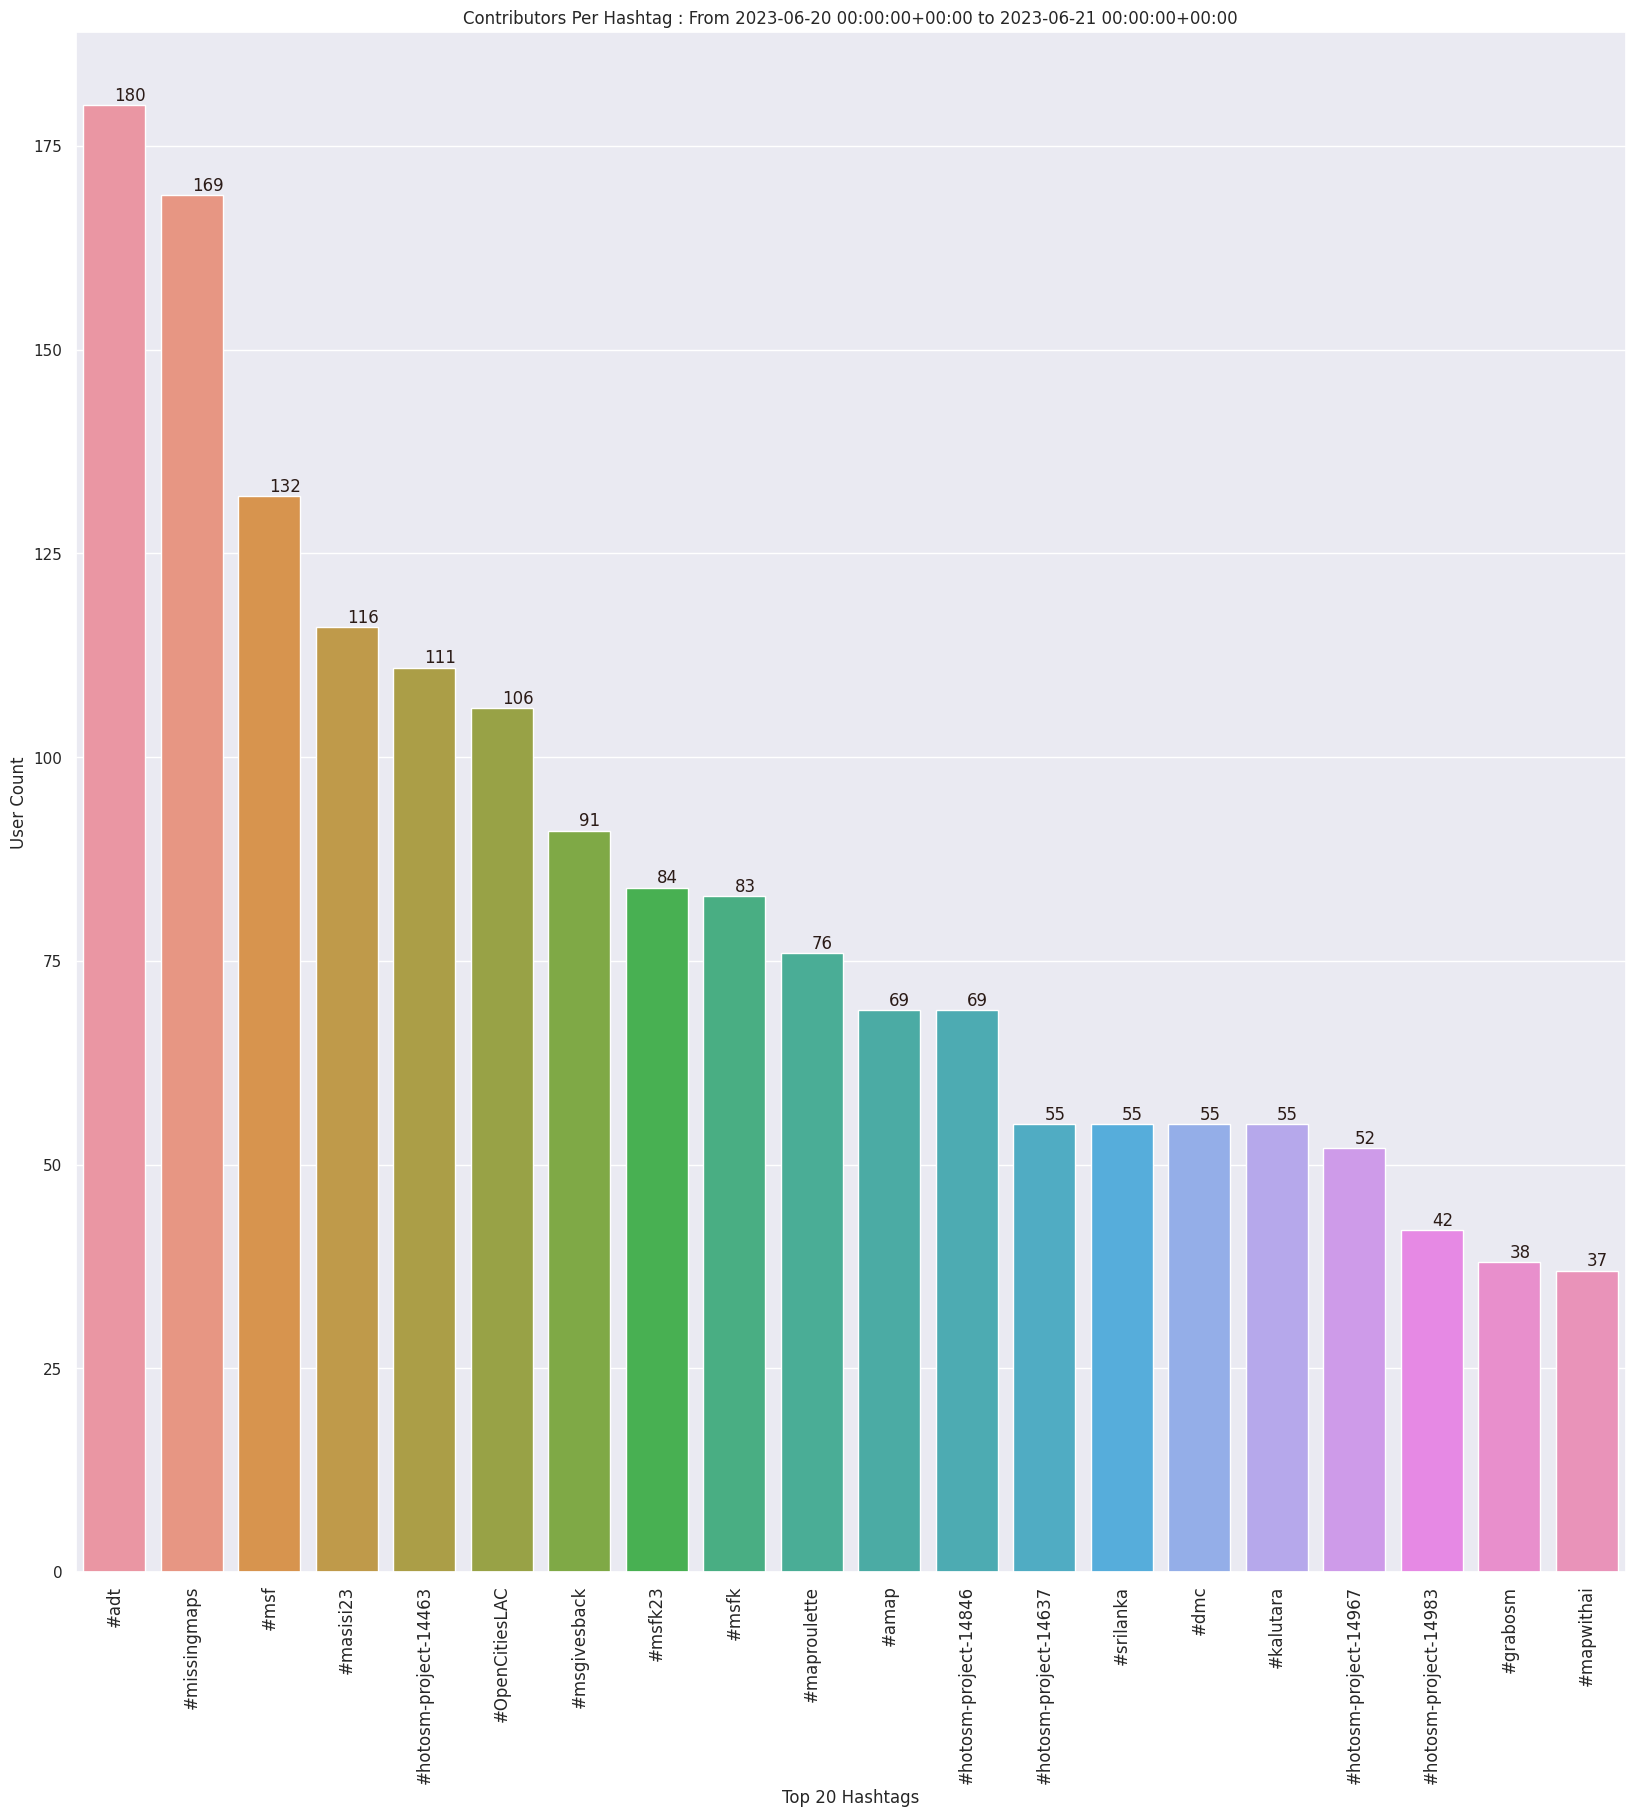 Contributors Per Hashtag : From 2023-06-20 00:00:00+00:00 to 2023-06-21 00:00:00+00:00
User Count
175
150
125
100
75
50
25
0
180
169
132
116
111
106
91
84
83
76
69
69
55
55
55
55
52
42
38
37
#adt
#missingmaps
#msf
#masisi23
#hotosm-project-14463
#OpenCitiesLAC
#msgivesback
#msfk23
#msfk
#maproulette
#amap
#hotosm-project-14846
#hotosm-project-14637
#srilanka
#dmc
#kalutara
#hotosm-project-14967
#hotosm-project-14983
#grabosm
#mapwithai
Top 20 Hashtags